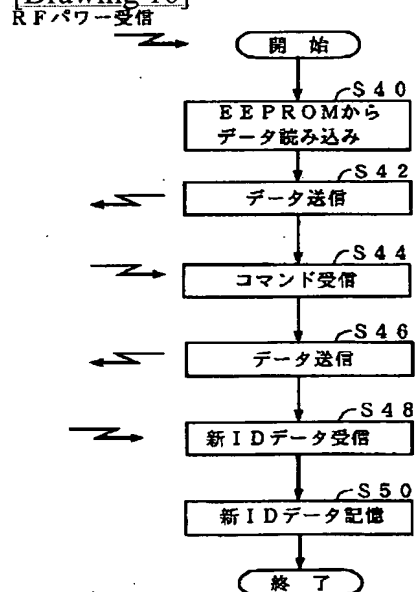 [Drawing 10]
ＲＦパワー受信
開 始
Ｓ４０
ＥＥＰＲＯＭから
データ読み込み
Ｓ４２
データ送信
Ｓ４４
コマンド受信
Ｓ４６
データ送信
Ｓ４８
新ＩＤデータ受信
Ｓ５０
新ＩＤデータ記憶
終 了